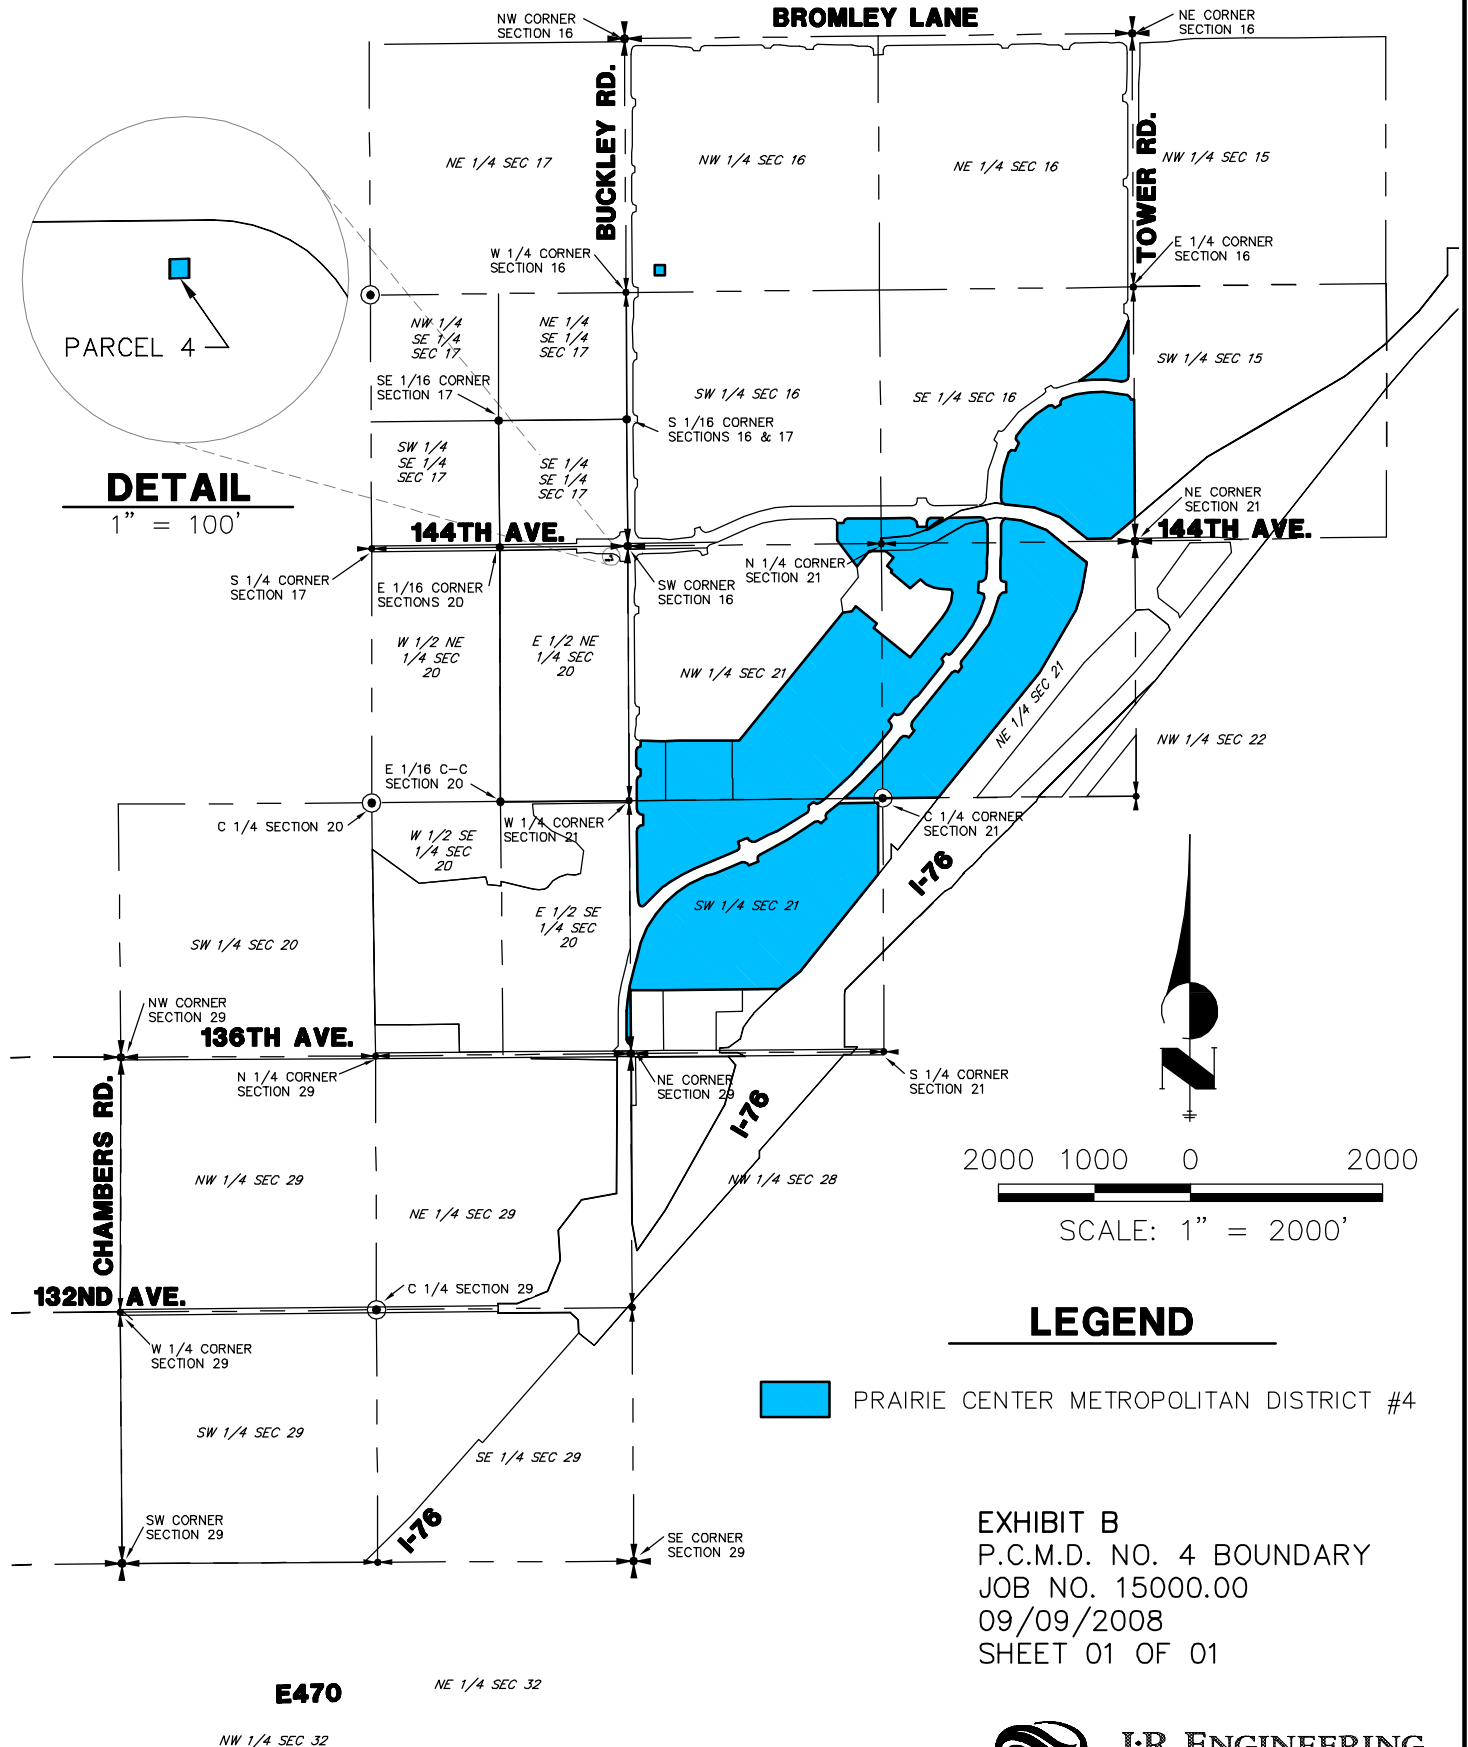 NW CORNER
SECTION 16
BROMLEY LANE
NE CORNER
SECTION 16
BUCKLEY RD.
TOWER RD.
NE 1/4 SEC 17
NW 1/4 SEC 16
NE 1/4 SEC 16
NW 1/4 SEC 15
W 1/4 CORNER
SECTION 16
E 1/4 CORNER
SECTION 16
PARCEL 4
NW 1/4
SE 1/4
SEC 17
NE 1/4
SE 1/4
SEC 17
SW 1/4 SEC 15
SE 1/16 CORNER
SECTION 17
SW 1/4 SEC 16
SE 1/4 SEC 16
S 1/16 CORNER
SECTIONS 16 & 17
SW 1/4
SE 1/4
SEC 17
SE 1/4
SE 1/4
SEC 17
DETAIL
1" = 100'
NE CORNER
SECTION 21
144TH AVE.
144TH AVE.
S 1/4 CORNER
SECTION 17
E 1/16 CORNER
SECTIONS 20
SW CORNER
SECTION 16
N 1/4 CORNER
SECTION 21
W 1/2 NE
1/4 SEC
20
E 1/2 NE
1/4 SEC
20
NW 1/4 SEC 21
NE 1/4 SEC 21
NW 1/4 SEC 22
E 1/16 C-C
SECTION 20
C 1/4 SECTION 20
W 1/4 CORNER
SECTION 21
C 1/4 CORNER
SECTION 21
W 1/2 SE
1/4 SEC
20
I-76
E 1/2 SE
1/4 SEC
20
SW 1/4 SEC 21
SW 1/4 SEC 20
NW CORNER
SECTION 29
136TH AVE.
N 1/4 CORNER
SECTION 29
NE CORNER
SECTION 29
S 1/4 CORNER
SECTION 21
I-76
CHAMBERS RD.
N
NW 1/4 SEC 29
NE 1/4 SEC 29
NW 1/4 SEC 28
2000 1000 0 2000
SCALE: 1" = 2000'
C 1/4 SECTION 29
132ND AVE.
W 1/4 CORNER
SECTION 29
LEGEND
PRAIRIE CENTER METROPOLITAN DISTRICT #4
SW 1/4 SEC 29
SE 1/4 SEC 29
I-76
SW CORNER
SECTION 29
SE CORNER
SECTION 29
EXHIBIT B
P.C.M.D. NO. 4 BOUNDARY
JOB NO. 15000.00
09/09/2008
SHEET 01 OF 01
E470
NE 1/4 SEC 32
NW 1/4 SEC 32
J·R ENGINEERING